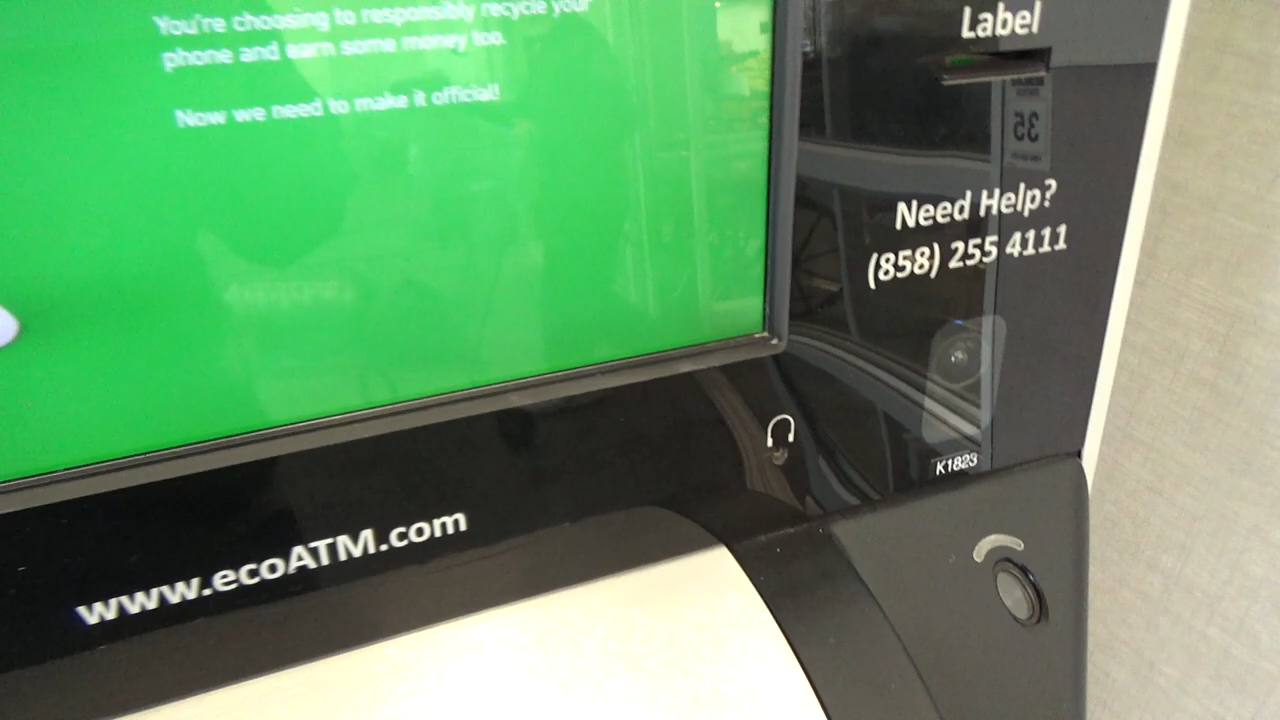 You're choosing to responsibly recycle your
phone and earn some money too.
Now we need to make it official!
Label
35
Need Help?
(858) 255 4111
K1823
www.ecoATM.com